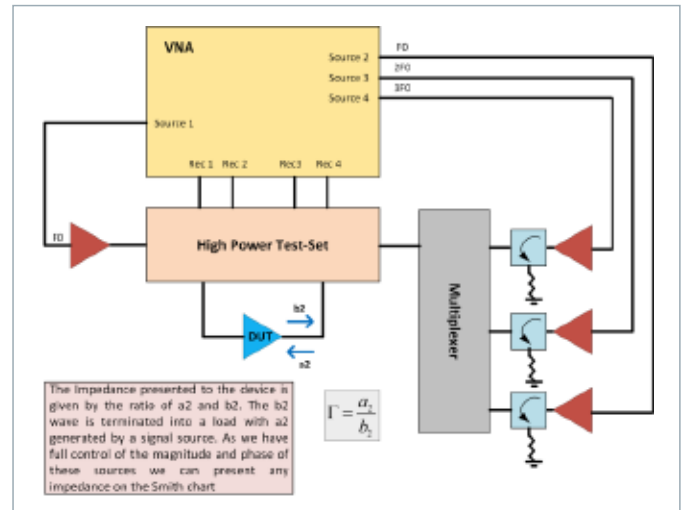 VNA
Source 2
Source 3
Source 4
F0
2F0
3F0
Source 1
Rec 1 Rec 2 Rec3 Rec 4
F0
High Power Test-Set
Multiplexer
b2
DUT
a2
The Impedance presented to the device is
given by the ratio of a2 and b2. The b2
wave is terminated into a load with a2
generated by a signal source. As we have
full control of the magnitude and phase of
these sources we can present any
impedance on the Smith chart
Γ = a₂/b₂